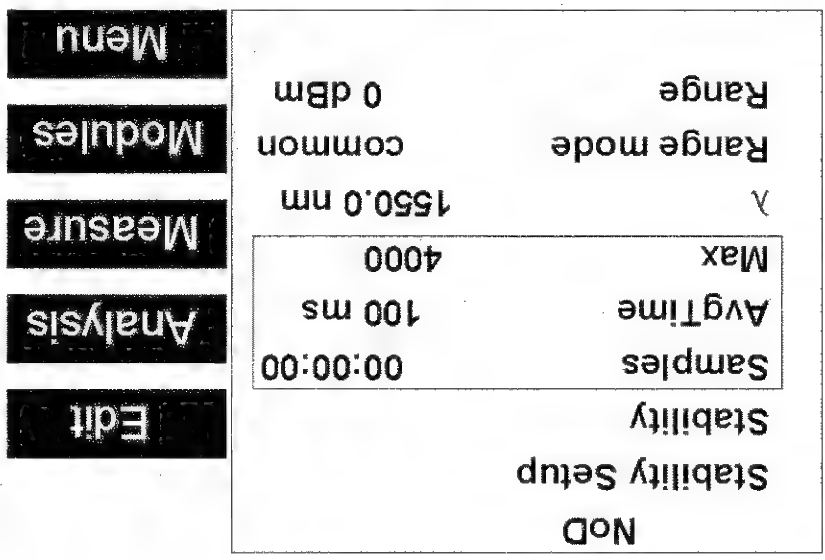 NoD
Stability Setup
Stability
Samples 00:00:00
AvgTime 100 ms
Max 4000
λ 1550.0 nm
Range mode common
Range 0 dBm
Edit
Analysis
Measure
Modules
Menu